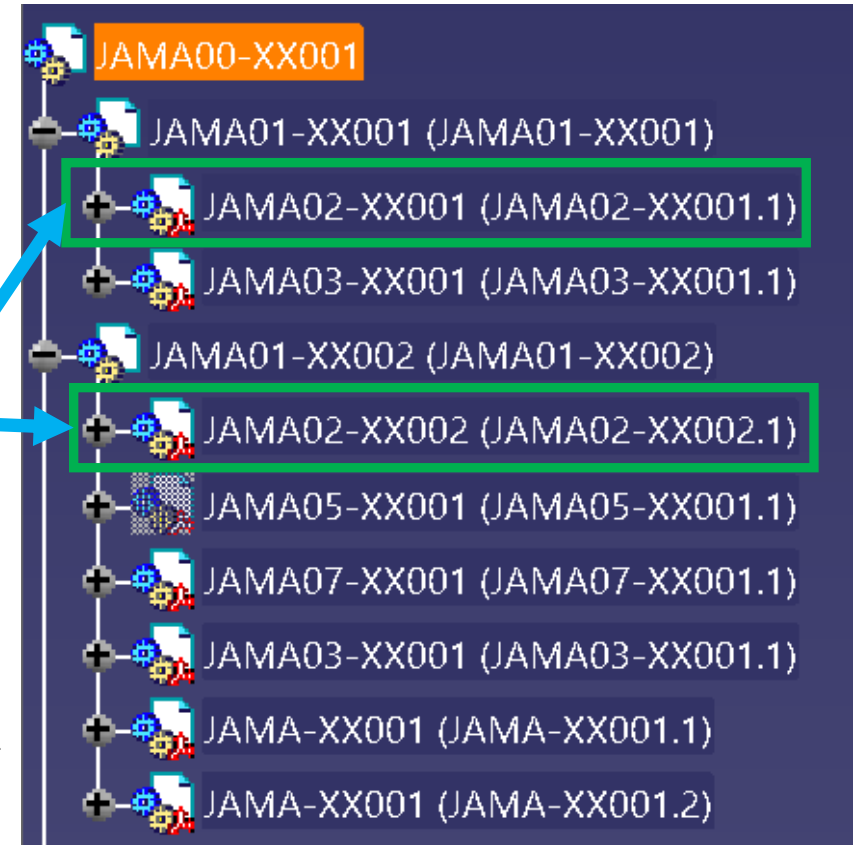 JAMA00-XX001
JAMA01-XX001 (JAMA01-XX001)
JAMA02-XX001 (JAMA02-XX001.1)
JAMA03-XX001 (JAMA03-XX001.1)
JAMA01-XX002 (JAMA01-XX002)
JAMA02-XX002 (JAMA02-XX002.1)
JAMA05-XX001 (JAMA05-XX001.1)
JAMA07-XX001 (JAMA07-XX001.1)
JAMA03-XX001 (JAMA03-XX001.1)
JAMA-XX001 (JAMA-XX001.1)
JAMA-XX001 (JAMA-XX001.2)